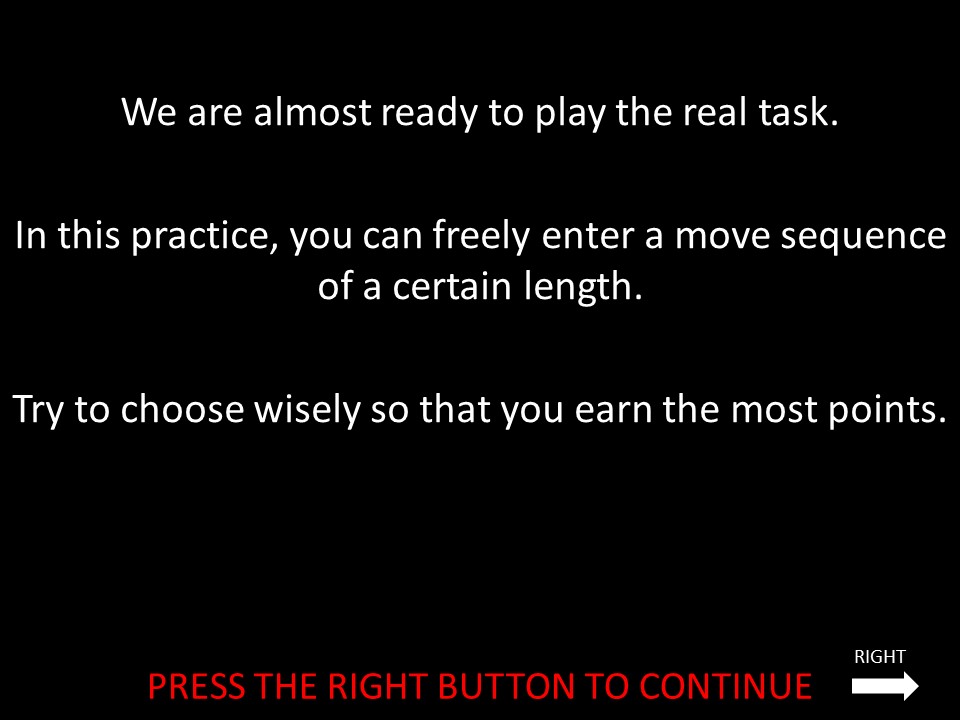 We are almost ready to play the real task.
In this practice, you can freely enter a move sequence
of a certain length.
Try to choose wisely so that you earn the most points.
RIGHT
PRESS THE RIGHT BUTTON TO CONTINUE